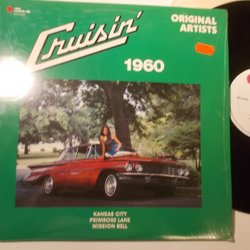 Cruisin'
ORIGINAL
ARTISTS
1960
KANSAS CITY
PRIMROSE LANE
MISSION BELL